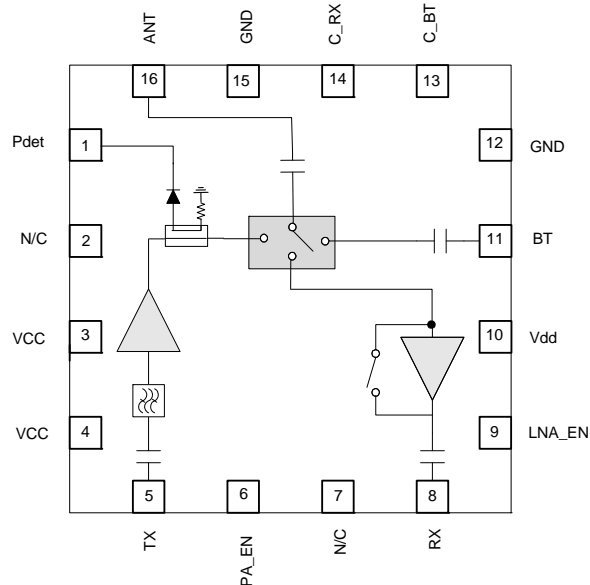 ANT
GND
C_RX
C_BT
16
15
14
13
Pdet
1
12
GND
N/C
2
11
BT
VCC
3
10
Vdd
VCC
4
9
LNA_EN
5
6
7
8
TX
PA_EN
N/C
RX